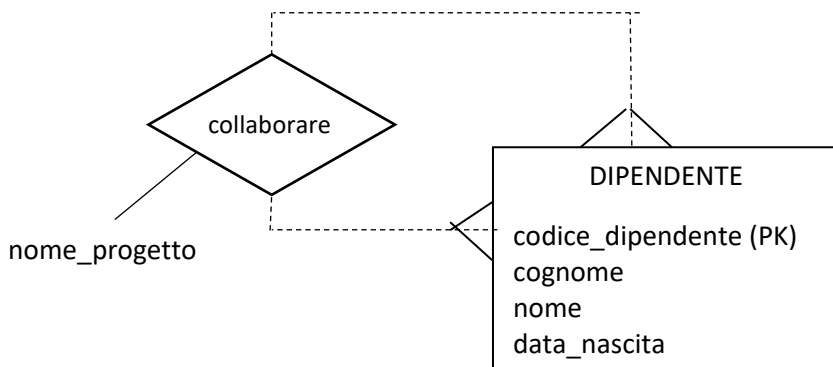 collaborare
DIPENDENTE
nome_progetto
codice_dipendente (PK)
cognome
nome
data_nascita